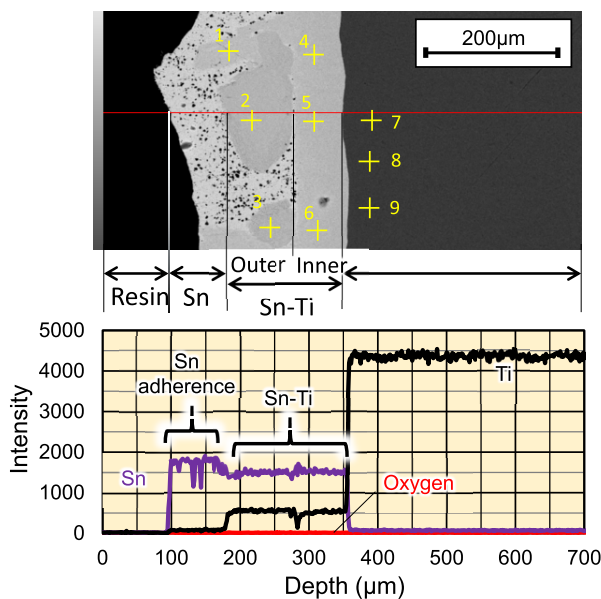 200µm
1
4
2
5
7
8
3
6
9
Outer Inner
Resin Sn
Sn-Ti
5000
4000
3000
2000
1000
0
Intensity
Sn
adherence
Sn-Ti
Ti
Sn
Oxygen
0 100 200 300 400 500 600 700
Depth (µm)